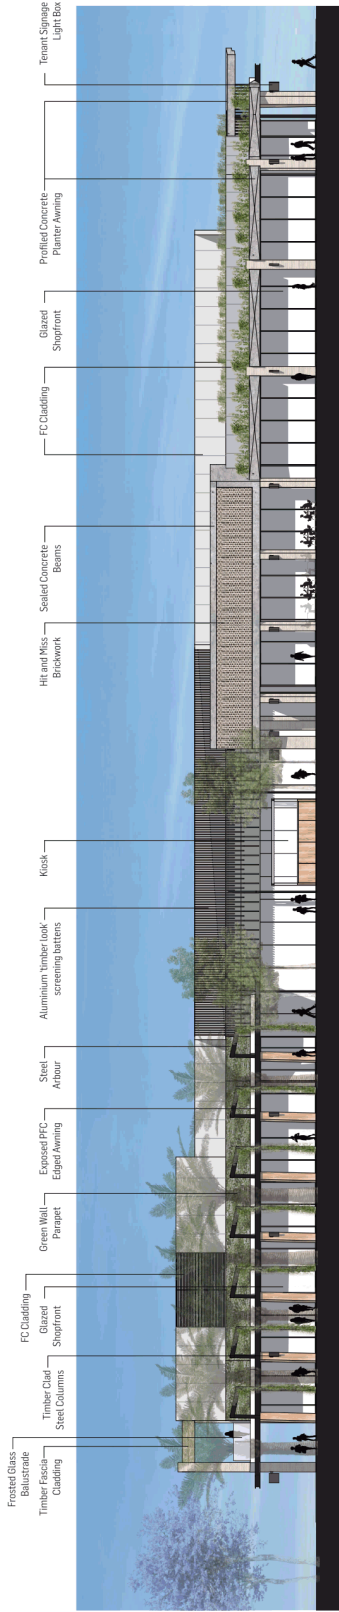 Frosted Glass
Balustrade
Timber Fascia-
Cladding
Timber Clad
Steel Columns
FC Cladding
Glazed
Shopfront
Green Wall
Parapet
Exposed PFC
Edged Awning
Steel
Arbour
Aluminium 'timber look'
screening battens
Kiosk
Hit and Miss
Brickwork
Sealed Concrete
Beams
FC Cladding
Glazed
Shopfront
Profiled Concrete
Planter Awning
Tenant Signage
Light Box